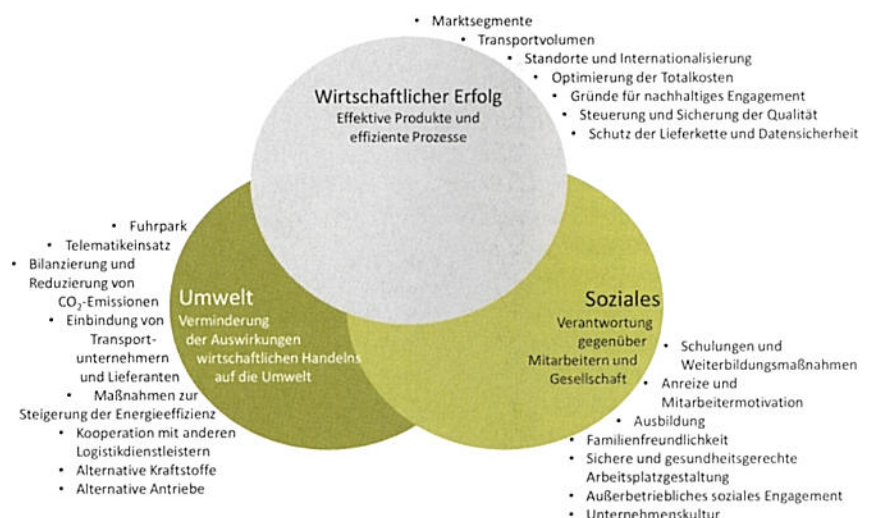 • Marktsegmente
• Transportvolumen
• Standorte und Internationalisierung
• Optimierung der Totalkosten
• Gründe für nachhaltiges Engagement
• Steuerung und Sicherung der Qualität
• Schutz der Lieferkette und Datensicherheit
Wirtschaftlicher Erfolg
Effektive Produkte und
effiziente Prozesse
• Fuhrpark
• Telematikeinsatz
• Bilanzierung und
Reduzierung von
CO₂-Emissionen
• Einbindung von
Transport-
unternehmern
und Lieferanten
• Maßnahmen zur
Steigerung der Energieeffizienz
• Kooperation mit anderen
Logistikdienstleistern
• Alternative Kraftstoffe
• Alternative Antriebe
Umwelt
Verminderung
der Auswirkungen
wirtschaftlichen Handelns
auf die Umwelt
Soziales
Verantwortung
gegenüber
Mitarbeitern und
Gesellschaft
• Schulungen und
Weiterbildungsmaßnahmen
• Anreize und
Mitarbeitermotivation
• Ausbildung
• Familienfreundlichkeit
• Sichere und gesundheitsgerechte
Arbeitsplatzgestaltung
• Außerbetriebliches soziales Engagement
• Unternehmenskultur